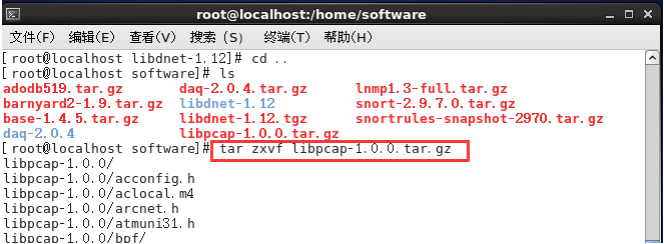 root@localhost:/home/software
文件(F) 编辑(E) 查看(V) 搜索 (S) 终端(T) 帮助(H)
[root@localhost libdnet-1.12]# cd ..
[root@localhost software]# ls
adodb519.tar.gz daq-2.0.4.tar.gz lnmp1.3-full.tar.gz
barnyard2-1.9.tar.gz libdnet-1.12 snort-2.9.7.0.tar.gz
base-1.4.5.tar.gz libdnet-1.12.tgz snortrules-snapshot-2970.tar.gz
daq-2.0.4 libpcap-1.0.0.tar.gz
[root@localhost software]# tar zxvf libpcap-1.0.0.tar.gz
libpcap-1.0.0/
libpcap-1.0.0/acconfig.h
libpcap-1.0.0/aclocal.m4
libpcap-1.0.0/arcnet.h
libpcap-1.0.0/atmuni31.h
libpcap-1.0.0/bpf/